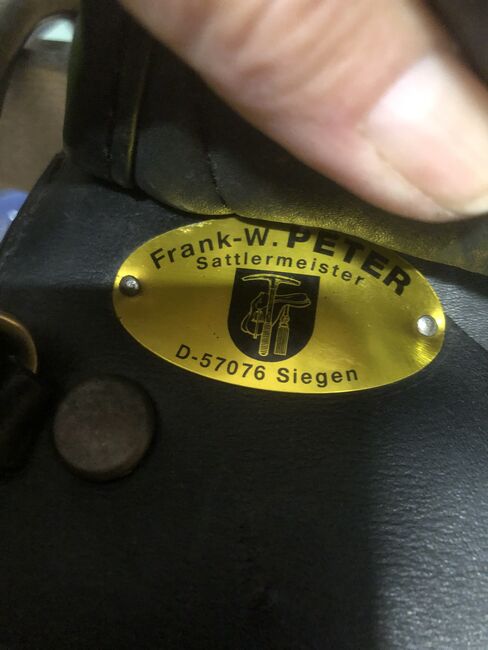 Frank-W. PETER
Sattlermeister
D-57076 Siegen